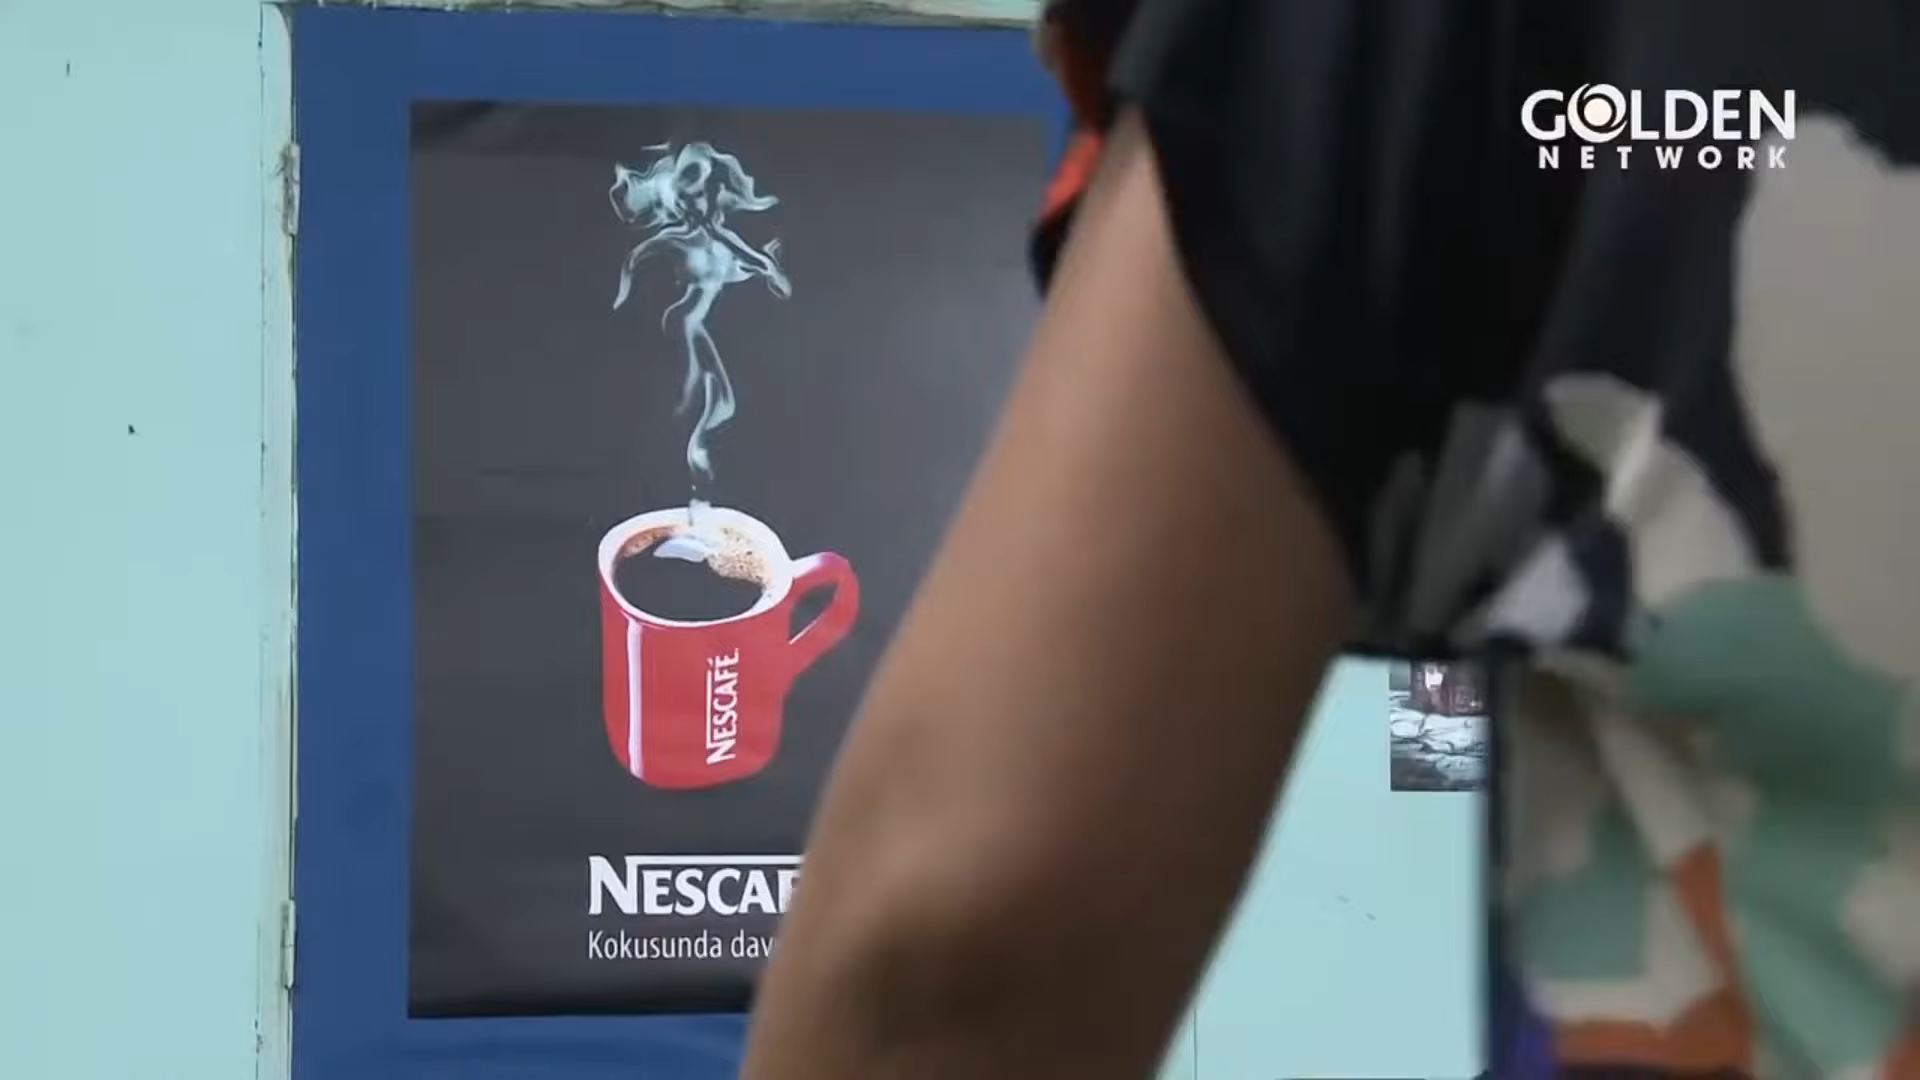 GOLDEN
NETWORK
NESCAFÉ
NESCAF
Kokusunda dav